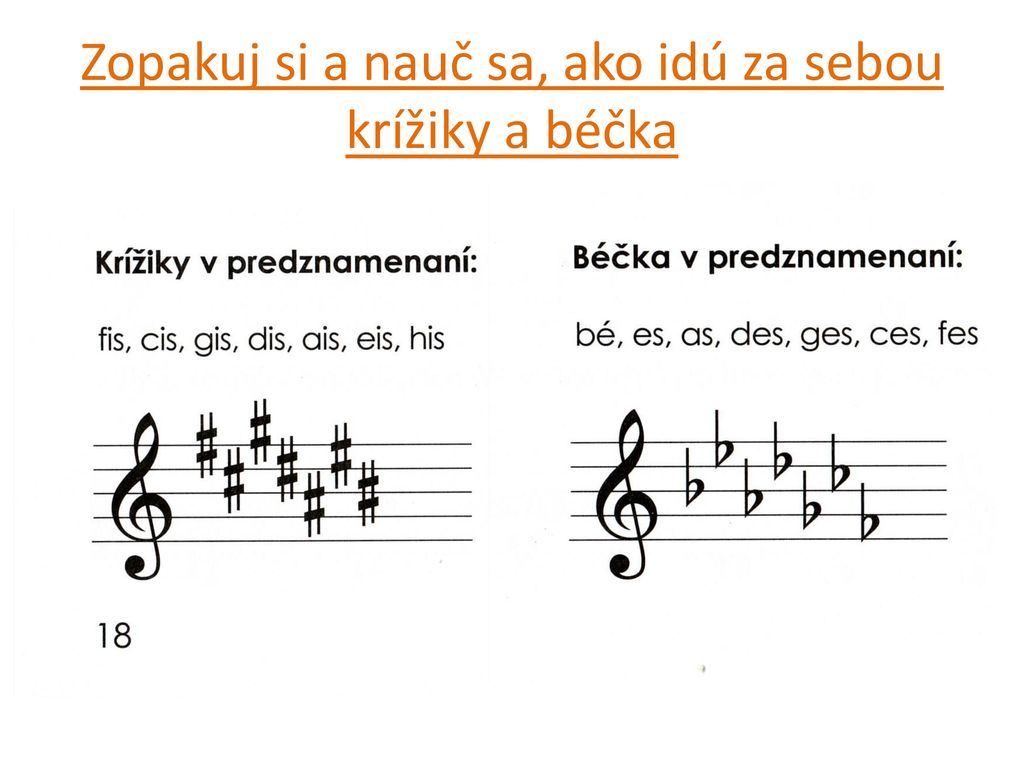 Zopakuj si a nauč sa, ako idú za sebou
krížiky a béčka
Krížiky v predznamenaní:
fis, cis, gis, dis, ais, eis, his
18
Béčka v predznamenaní:
bé, es, as, des, ges, ces, fes